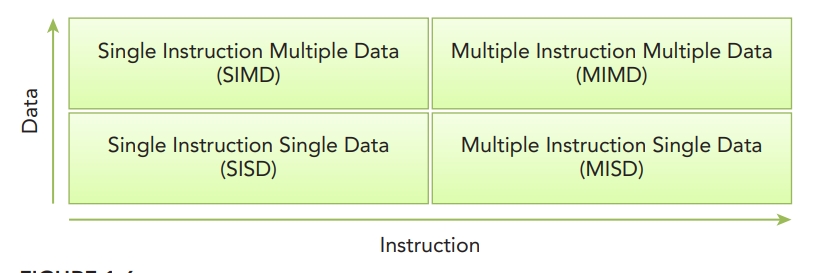 Single Instruction Multiple Data
(SIMD)
Multiple Instruction Multiple Data
(MIMD)
Data
Single Instruction Single Data
(SISD)
Multiple Instruction Single Data
(MISD)
Instruction